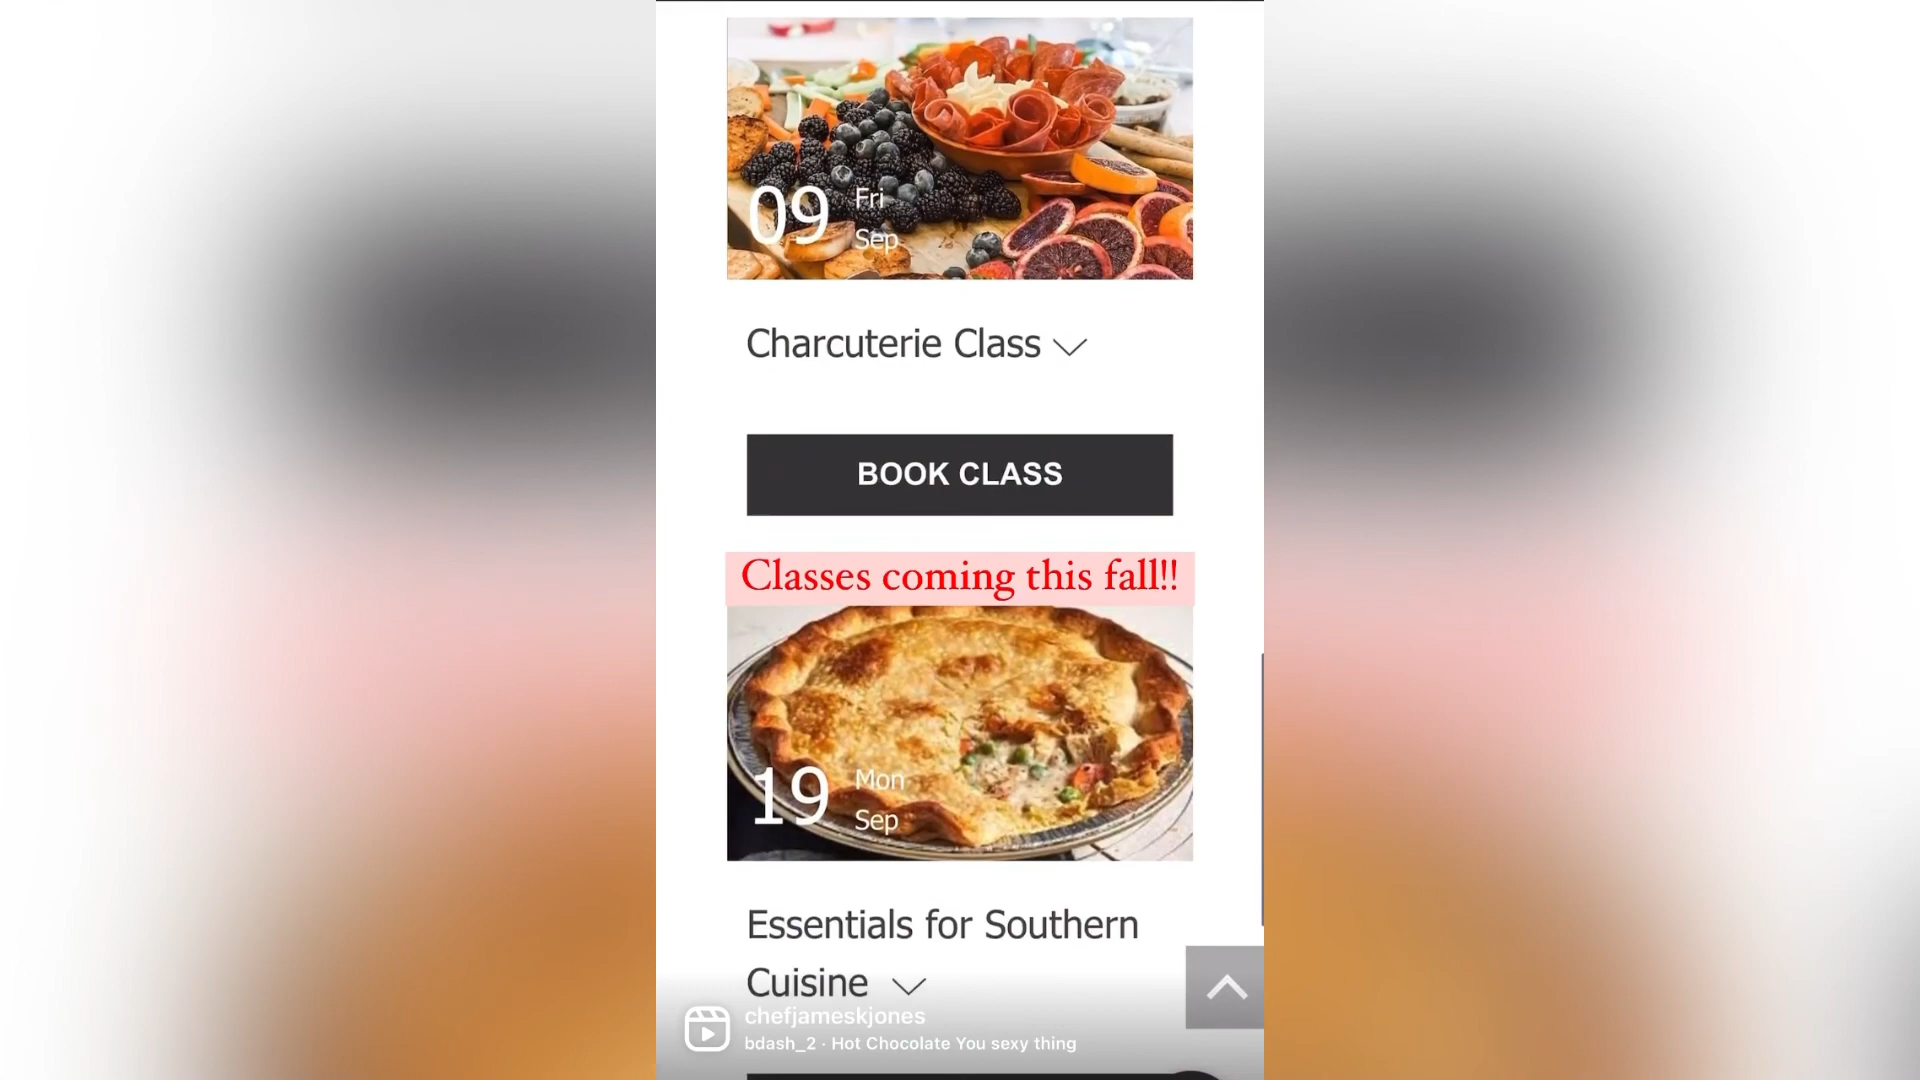 09
Fri
Sep
Charcuterie Class
BOOK CLASS
Classes coming this fall!!
19
Mon
Sep
Essentials for Southern
Cuisine
chefjameskjones
bdash_2 · Hot Chocolate You sexy thing